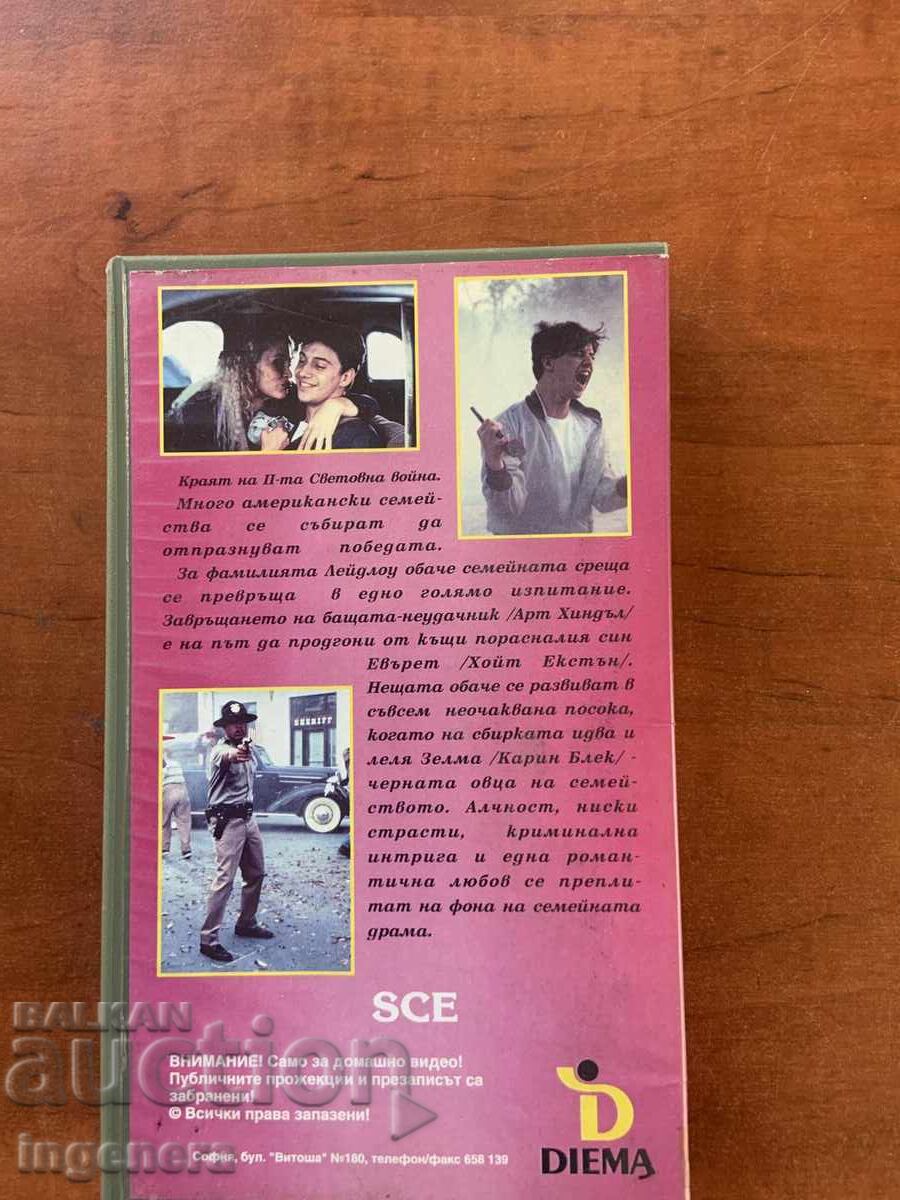 Краят на II-та Световна война.
Много американски семей-
ства се събират да
отпразнуват победата.
За фамилията Лейдлоу обаче семейната среща
се превръща в едно голямо изпитание.
Завръщането на бащата-неудачник /Арт Хиндъл/
е на път да продгони от къщи порасналия син
Евърет /Хойт Екстън/.
Нещата обаче се развиват в
съвсем неочаквана посока,
когато на сбирката идва и
леля Зелма /Карин Блек/ -
черната овца на семей-
ството. Алчност, ниски
страсти, криминална
интрига и една роман-
тична любов се препли-
тат на фона на семейната
драма.
SHERIFF
SCE
ВНИМАНИЕ! Само за домашно видео!
Публичните прожекции и презаписът са
забранени!
© Всички права запазени!
София, бул. "Витоша" №180, телефон/факс 658 139
DIEMA
BALKAN
auction
ingenera